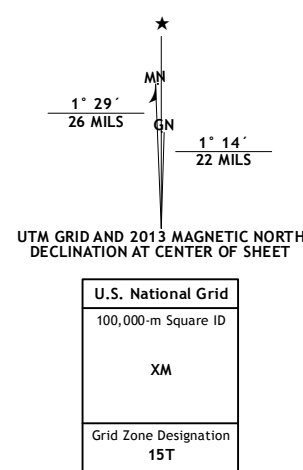 ★
MN
1° 29´
26 MILS
GN
1° 14´
22 MILS
UTM GRID AND 2013 MAGNETIC NORTH
DECLINATION AT CENTER OF SHEET
U.S. National Grid
100,000-m Square ID
XM
Grid Zone Designation
15T